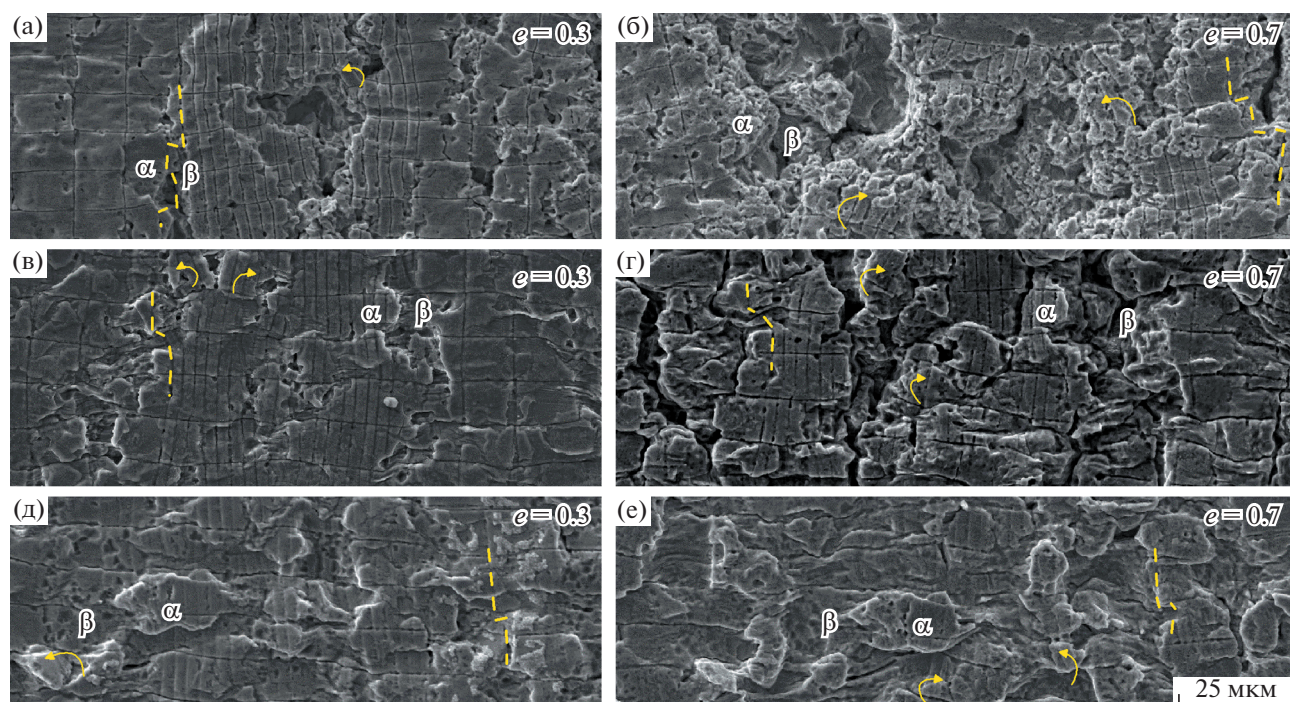 (а) e = 0.3
α β
(б) e = 0.7
α
β
(в) e = 0.3
α β
(г) e = 0.7
α β
(д) e = 0.3
β α
(е) e = 0.7
β α
25 мкм